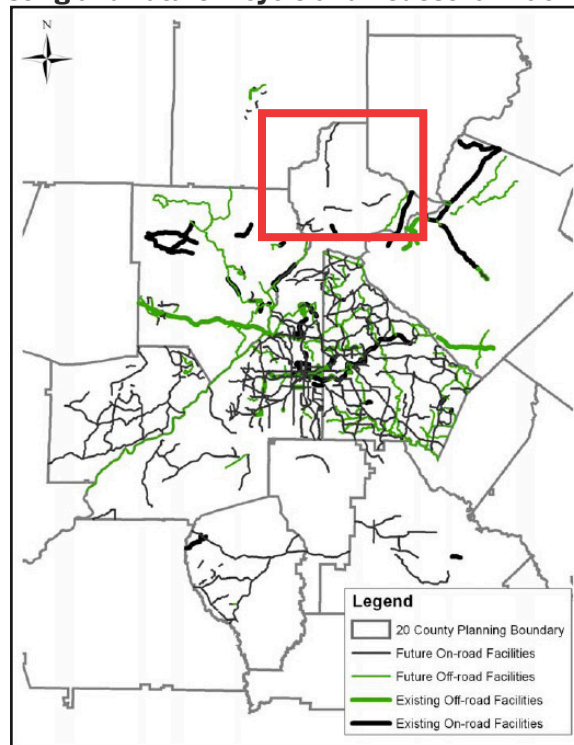 N
Legend
20 County Planning Boundary
Future On-road Facilities
Future Off-road Facilities
Existing Off-road Facilities
Existing On-road Facilities